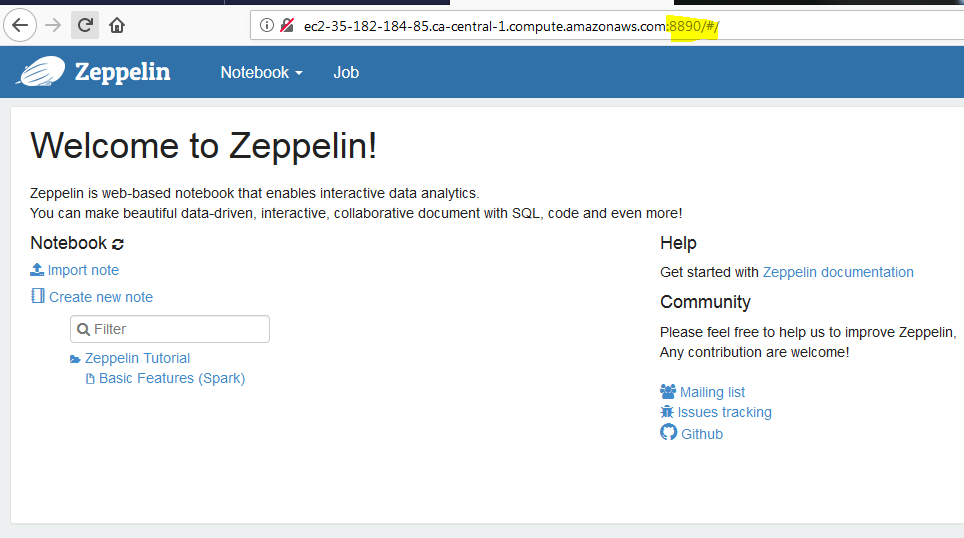 ec2-35-182-184-85.ca-central-1.compute.amazonaws.com:8890/#/
Zeppelin Notebook Job
Welcome to Zeppelin!
Zeppelin is web-based notebook that enables interactive data analytics.
You can make beautiful data-driven, interactive, collaborative document with SQL, code and even more!
Notebook
Import note
Create new note
Filter
Zeppelin Tutorial
Basic Features (Spark)
Help
Get started with Zeppelin documentation
Community
Please feel free to help us to improve Zeppelin,
Any contribution are welcome!
Mailing list
Issues tracking
Github